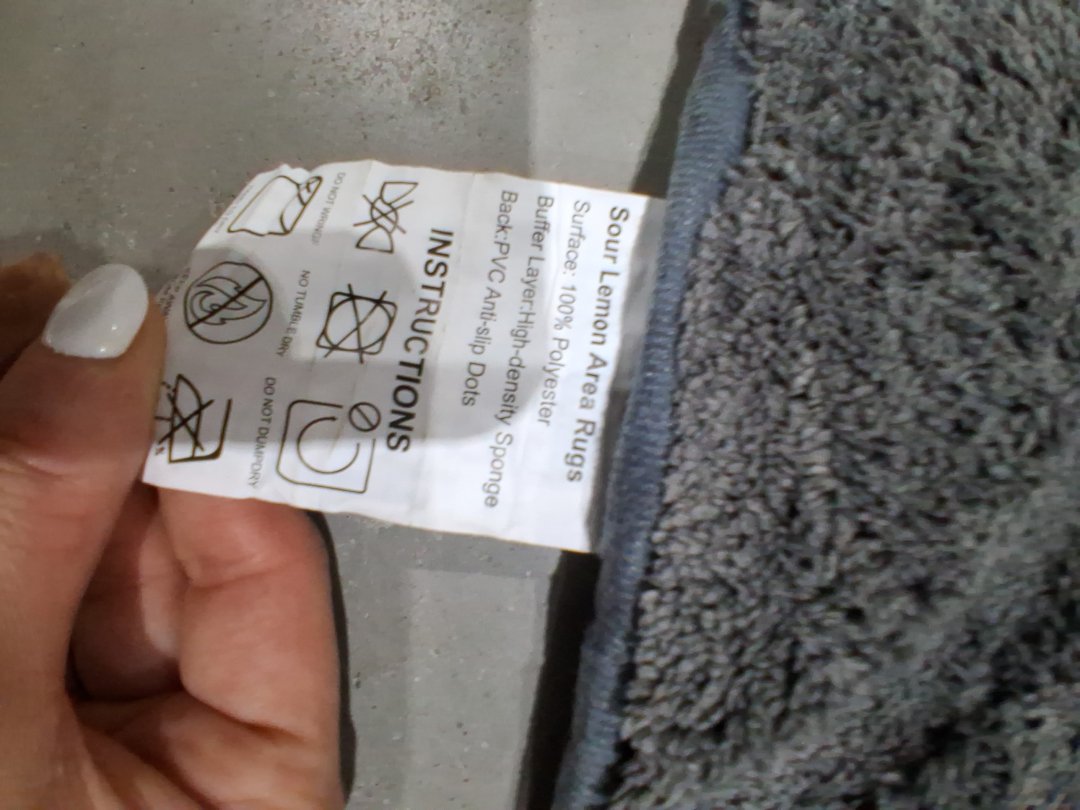 Sour Lemon Area Rugs
Surface: 100% Polyester
Buffer Layer:High-density Sponge
Back:PVC Anti-slip Dots
INSTRUCTIONS
DO NOT WRING
NO TUMBLE DRY
DO NOT